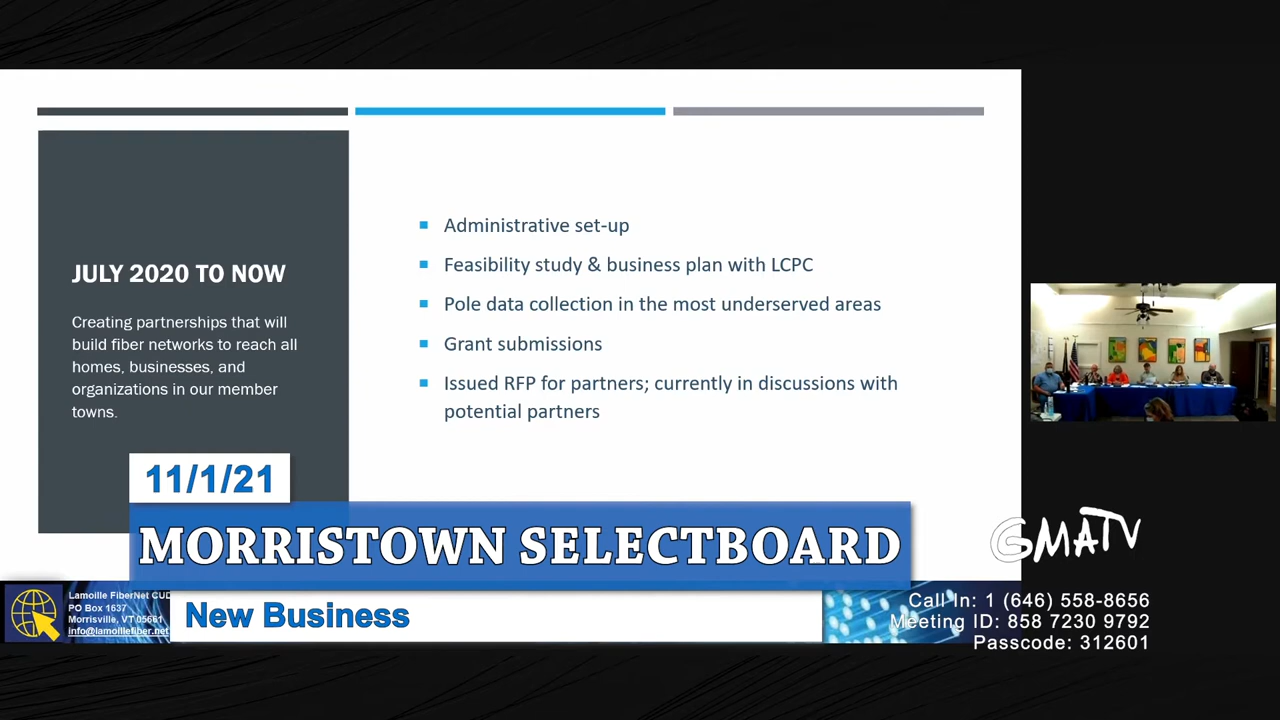 JULY 2020 TO NOW
Creating partnerships that will
build fiber networks to reach all
homes, businesses, and
organizations in our member
towns.
Administrative set-up
Feasibility study & business plan with LCPC
Pole data collection in the most underserved areas
Grant submissions
Issued RFP for partners; currently in discussions with
potential partners
11/1/21
MORRISTOWN SELECTBOARD
New Business
Lamoille FiberNet CUD
PO Box 1637
Morrisville, VT 05661
info@lamoillefiber.net
GMATV
Call In: 1 (646) 558-8656
Meeting ID: 858 7230 9792
Passcode: 312601